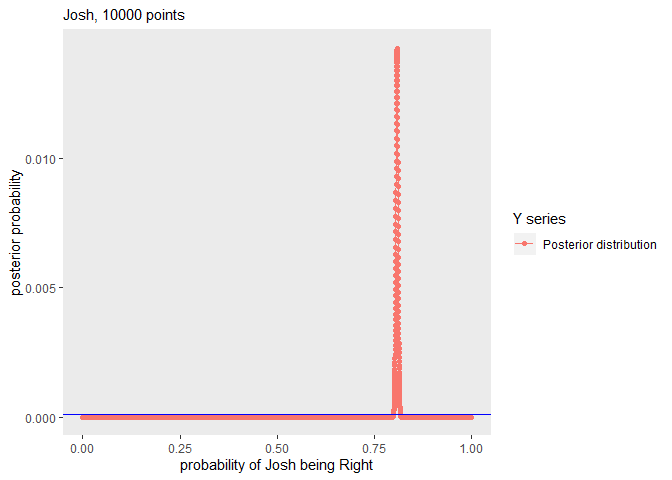 Josh, 10000 points
posterior probability
0.010
0.005
0.000
0.00 0.25 0.50 0.75 1.00
probability of Josh being Right
Y series
Posterior distribution